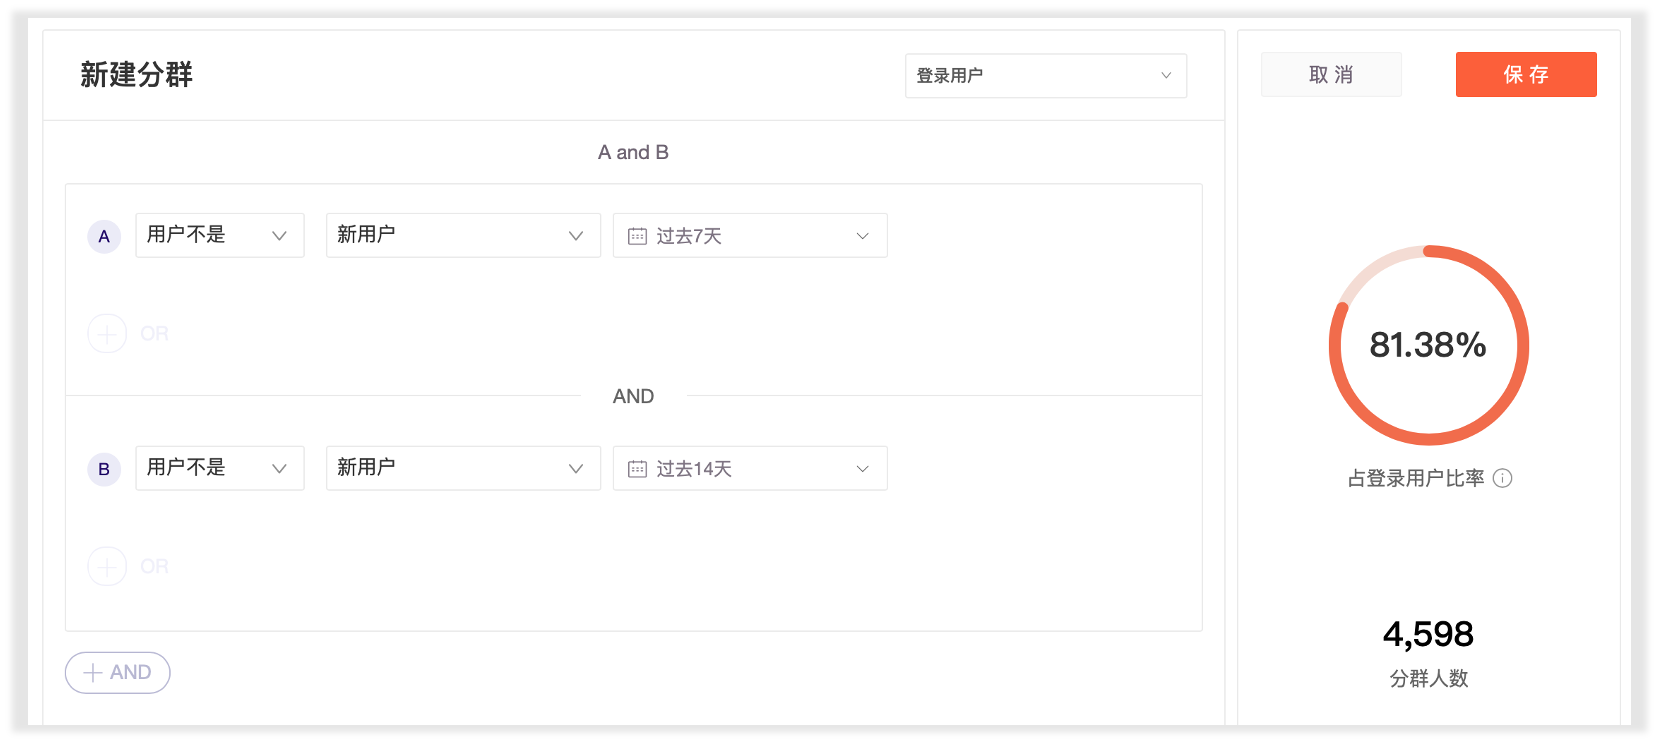 新建分群
登录用户
取 消
保 存
A and B
A 用户不是 新用户 过去7天
OR
AND
B 用户不是 新用户 过去14天
OR
AND
81.38%
占登录用户比率
4,598
分群人数